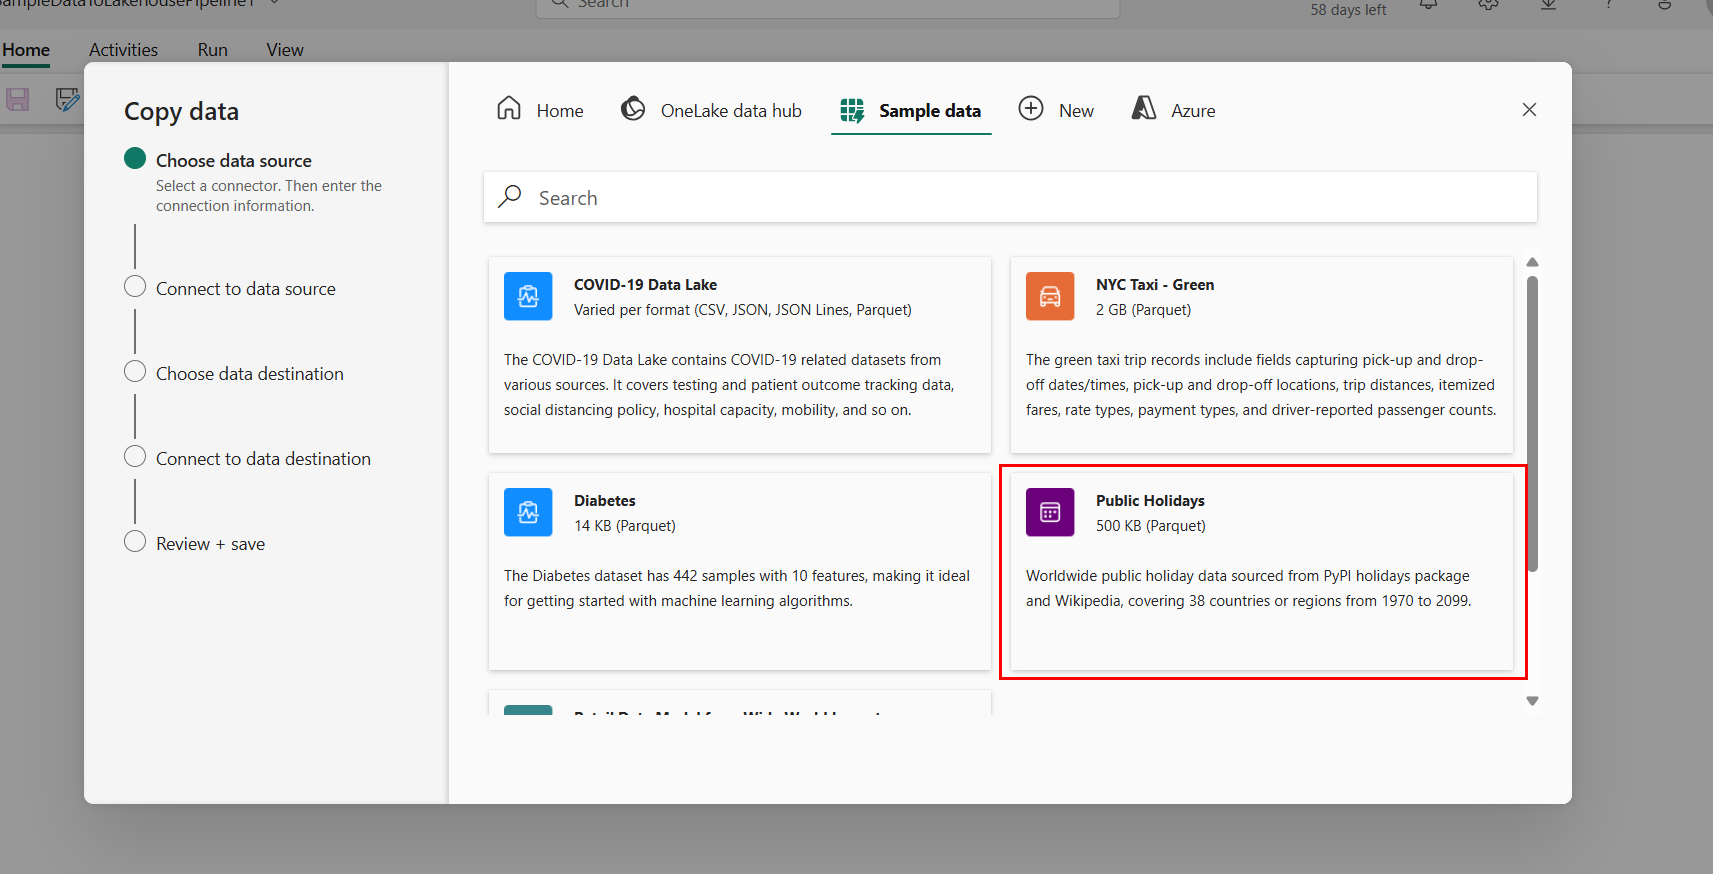 Search
58 days left
Home
Activities
Run
View
Copy data
Choose data source
Select a connector. Then enter the
connection information.
Connect to data source
Choose data destination
Connect to data destination
Review + save
Home
OneLake data hub
Sample data
New
Azure
Search
COVID-19 Data Lake
Varied per format (CSV, JSON, JSON Lines, Parquet)
The COVID-19 Data Lake contains COVID-19 related datasets from
various sources. It covers testing and patient outcome tracking data,
social distancing policy, hospital capacity, mobility, and so on.
NYC Taxi - Green
2 GB (Parquet)
The green taxi trip records include fields capturing pick-up and drop-
off dates/times, pick-up and drop-off locations, trip distances, itemized
fares, rate types, payment types, and driver-reported passenger counts.
Diabetes
14 KB (Parquet)
The Diabetes dataset has 442 samples with 10 features, making it ideal
for getting started with machine learning algorithms.
Public Holidays
500 KB (Parquet)
Worldwide public holiday data sourced from PyPI holidays package
and Wikipedia, covering 38 countries or regions from 1970 to 2099.